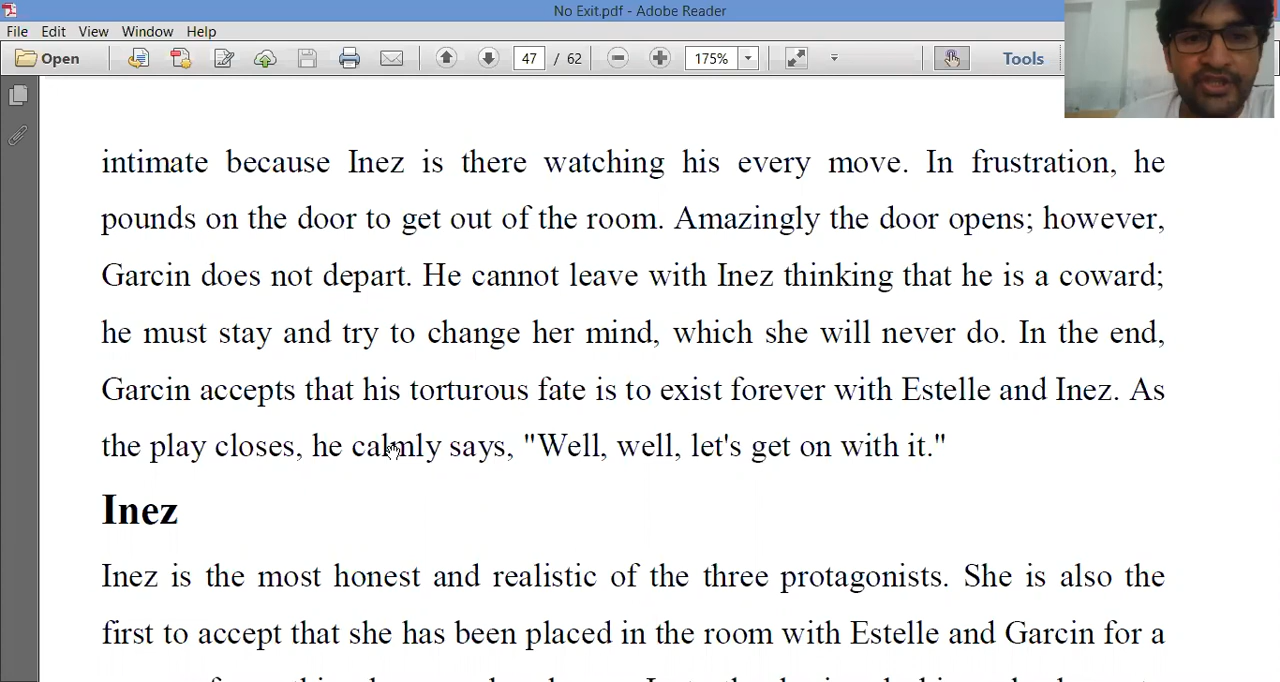 No Exit.pdf - Adobe Reader
File Edit View Window Help
Open 47 / 62 175% Tools
intimate because Inez is there watching his every move. In frustration, he
pounds on the door to get out of the room. Amazingly the door opens; however,
Garcin does not depart. He cannot leave with Inez thinking that he is a coward;
he must stay and try to change her mind, which she will never do. In the end,
Garcin accepts that his torturous fate is to exist forever with Estelle and Inez. As
the play closes, he calmly says, "Well, well, let's get on with it."
Inez
Inez is the most honest and realistic of the three protagonists. She is also the
first to accept that she has been placed in the room with Estelle and Garcin for a